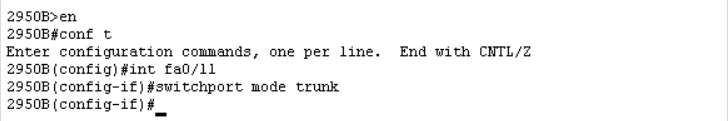 2950B>en
2950B#conf t
Enter configuration commands, one per line.  End with CNTL/Z
2950B(config)#int fa0/11
2950B(config-if)#switchport mode trunk
2950B(config-if)#